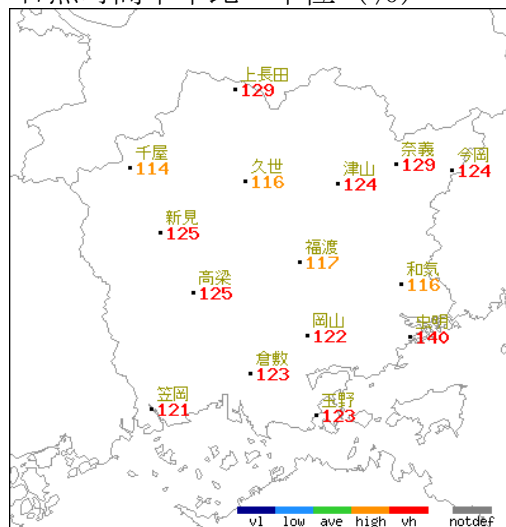 上長田
129
千屋
114
久世
116
津山
124
奈義
129
今岡
124
新見
125
福渡
117
高梁
125
和気
116
岡山
122
虫明
140
倉敷
123
笠岡
121
玉野
123
vl low ave high vh notdef